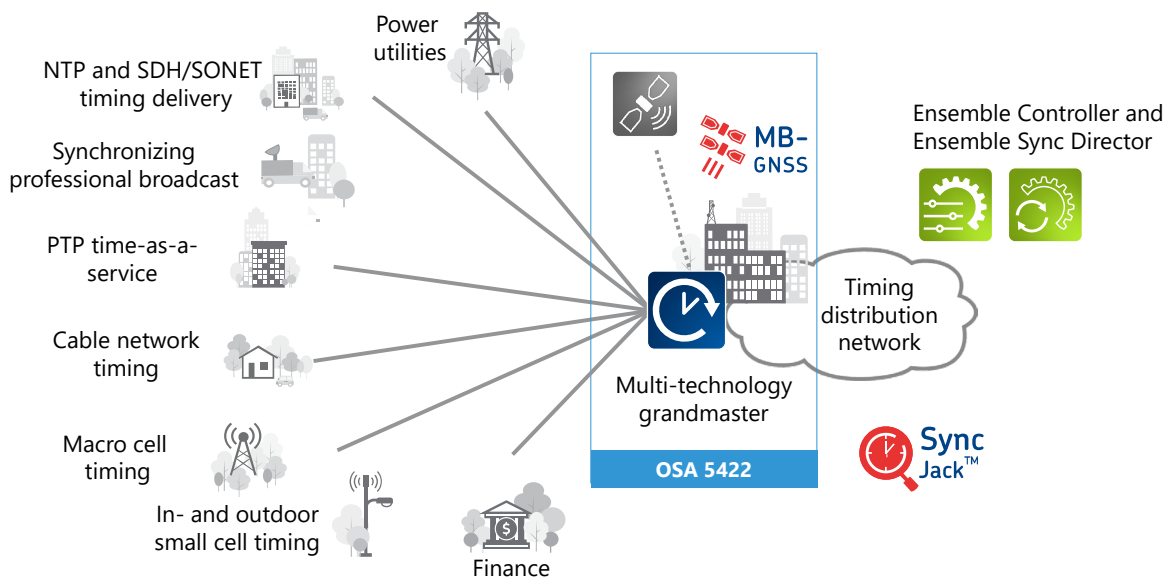 Power
utilities
NTP and SDH/SONET
timing delivery
Synchronizing
professional broadcast
PTP time-as-a-
service
Cable network
timing
Macro cell
timing
In- and outdoor
small cell timing
$
Finance
MB-
GNSS
Multi-technology
grandmaster
OSA 5422
Ensemble Controller and
Ensemble Sync Director
Timing
distribution
network
Sync
Jack™